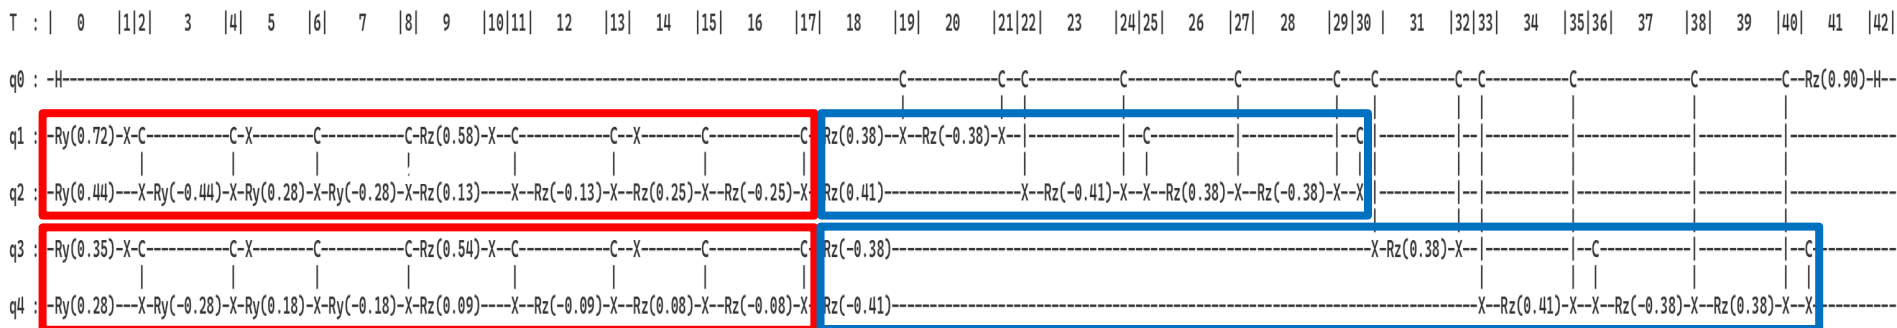 T : | 0 |1|2| 3 |4| 5 |6| 7 |8| 9 |10|11| 12 |13| 14 |15| 16 |17| 18 |19| 20 |21|22| 23 |24|25| 26 |27| 28 |29|30 | 31 |32|33| 34 |35|36| 37 |38| 39 |40| 41 |42|
q0 : -H-----C-----C--C-----C-----C-----C---C-----C--C-----C-----C-----C--Rz(0.90)-H--
q1 : -Ry(0.72)-X-C----------C-X------C---------C-Rz(0.58)-X--C----------C--X------C----------C-Rz(0.38)--X--Rz(-0.38)-X--|----------|--C---------|----------|--C|---------|--|---------|----------|---------|----------
q2 : -Ry(0.44)---X-Ry(-0.44)-X-Ry(0.28)-X-Ry(-0.28)-X-Rz(0.13)----X--Rz(-0.13)-X--Rz(0.25)-X--Rz(-0.25)-X-Rz(0.41)---------------X--Rz(-0.41)-X--X--Rz(0.38)-X--Rz(-0.38)-X--X|---------|--|---------|----------|---------|----------
q3 : -Ry(0.35)-X-C----------C-X------C---------C-Rz(0.54)-X--C----------C--X------C----------C-Rz(-0.38)----------------------------------------X-Rz(0.38)-X--|---------|--C----------|---------|--C---------
q4 : -Ry(0.28)---X-Ry(-0.28)-X-Ry(0.18)-X-Ry(-0.18)-X-Rz(0.09)----X--Rz(-0.09)-X--Rz(0.08)-X--Rz(-0.08)-X-Rz(-0.41)--------------------------------------------------X--Rz(0.41)-X--X--Rz(-0.38)-X--Rz(0.38)-X--X---------